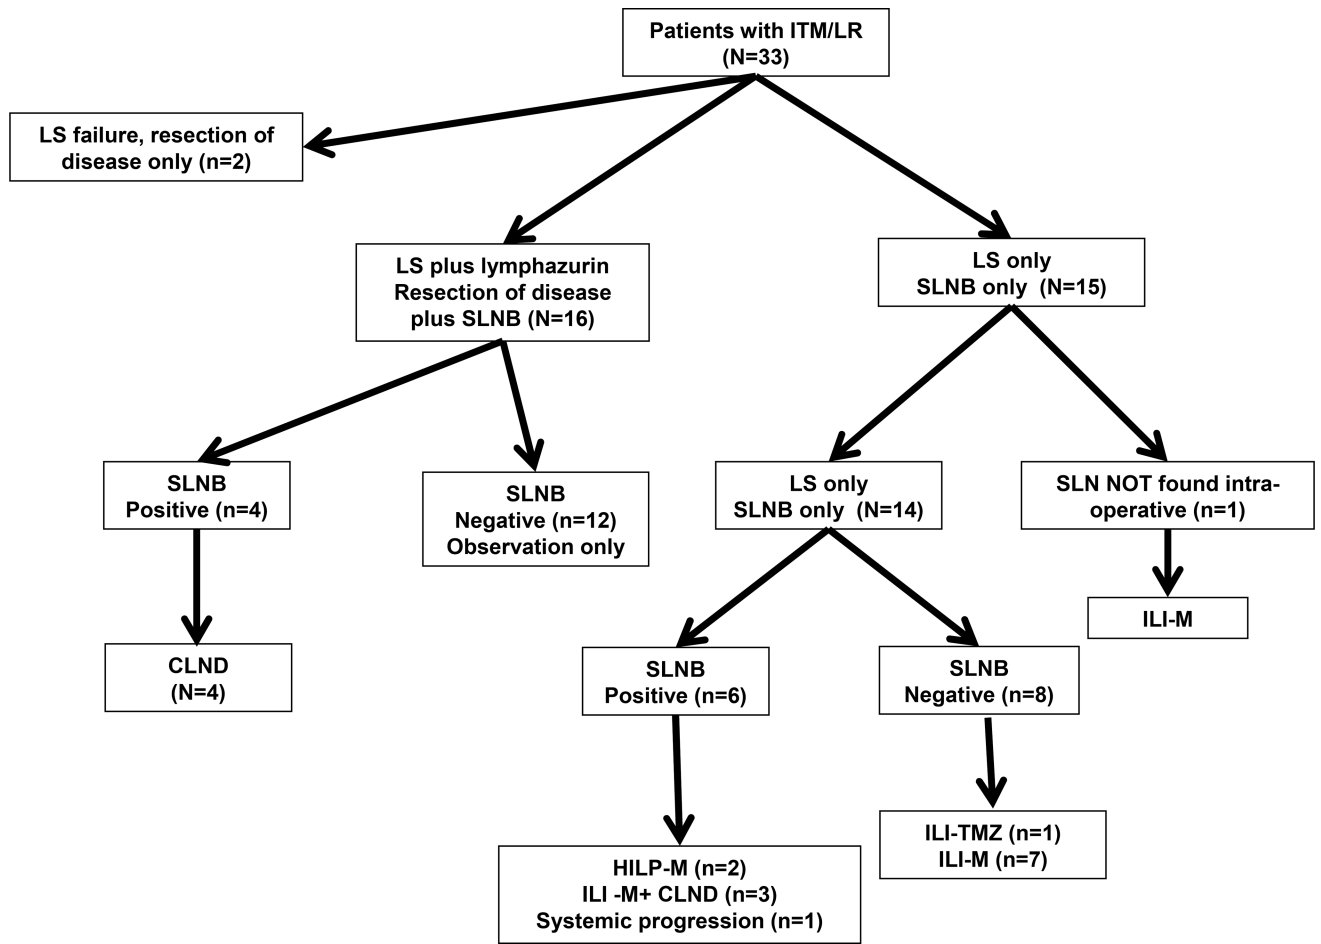 Patients with ITM/LR
(N=33)
LS failure, resection of
disease only (n=2)
LS plus lymphazurin
Resection of disease
plus SLNB (N=16)
LS only
SLNB only (N=15)
SLNB
Positive (n=4)
SLNB
Negative (n=12)
Observation only
LS only
SLNB only (N=14)
SLN NOT found intra-
operative (n=1)
ILI-M
CLND
(N=4)
SLNB
Positive (n=6)
SLNB
Negative (n=8)
ILI-TMZ (n=1)
ILI-M (n=7)
HILP-M (n=2)
ILI -M+ CLND (n=3)
Systemic progression (n=1)